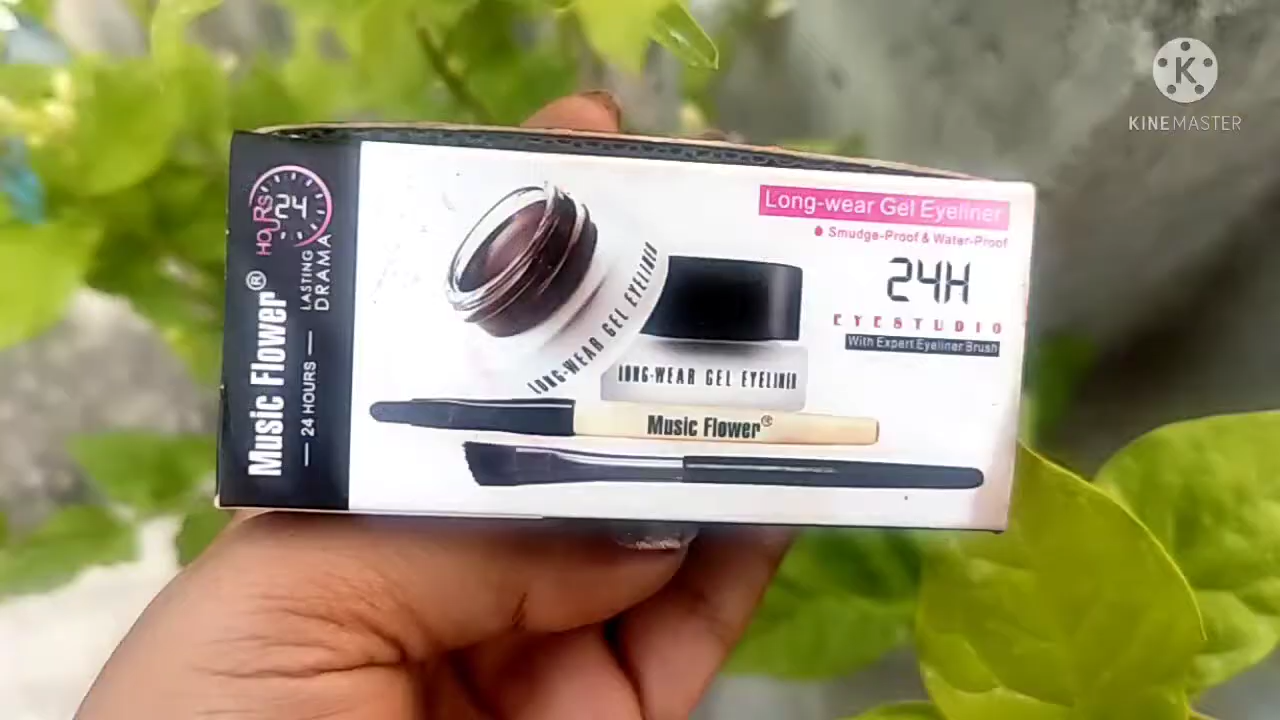 HOURS
24
LASTING
DRAMA
Music Flower®
24 HOURS
LONG-WEAR GEL EYELINER
LONG-WEAR GEL EYELINER
Music Flower®
Long-wear Gel Eyeliner
Smudge-Proof & Water-Proof
24H
EYESTUDIO
With Expert Eyeliner Brush
K
KINEMASTER